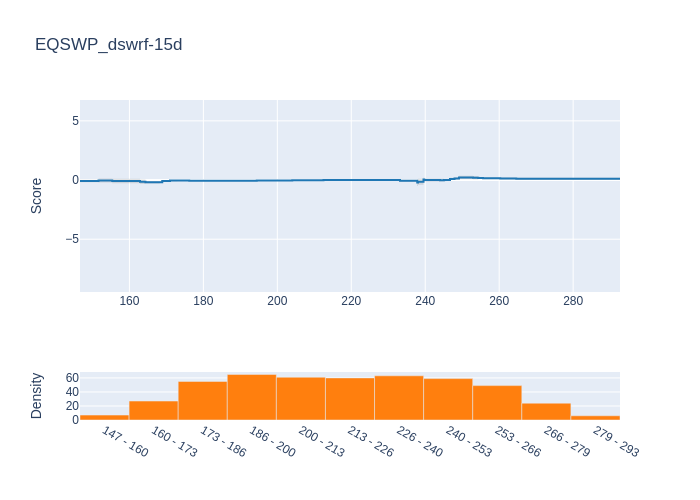 EQSWP_dswrf-15d
Score
5
0
−5
160 180 200 220 240 260 280
Density
60
40
20
0
147 - 160
160 - 173
173 - 186
186 - 200
200 - 213
213 - 226
226 - 240
240 - 253
253 - 266
266 - 279
279 - 293